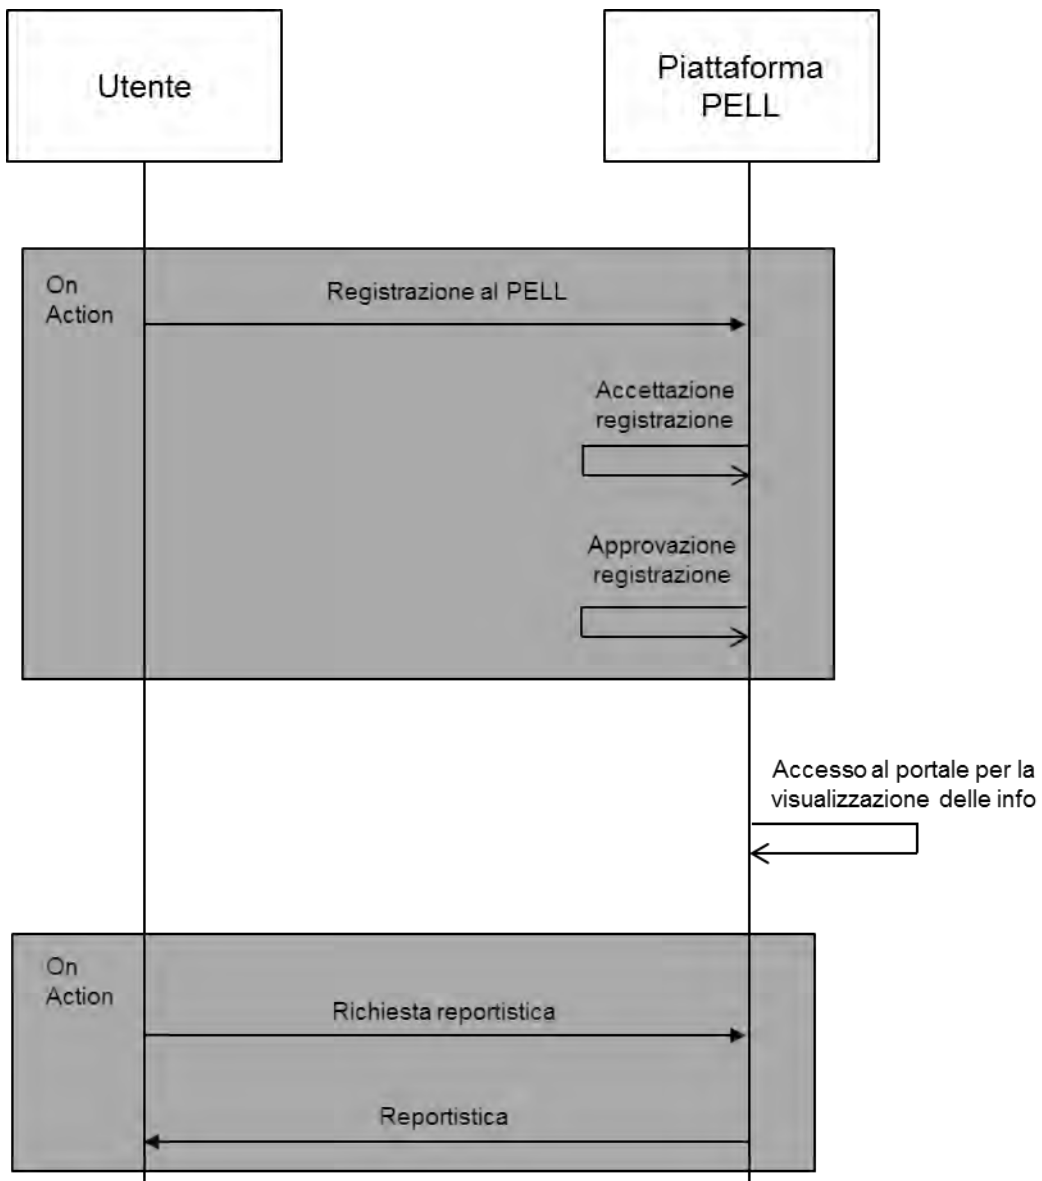 Utente
Piattaforma
PELL
On
Action
Registrazione al PELL
Accettazione
registrazione
Approvazione
registrazione
Accesso al portale per la
visualizzazione delle info
On
Action
Richiesta reportistica
Reportistica